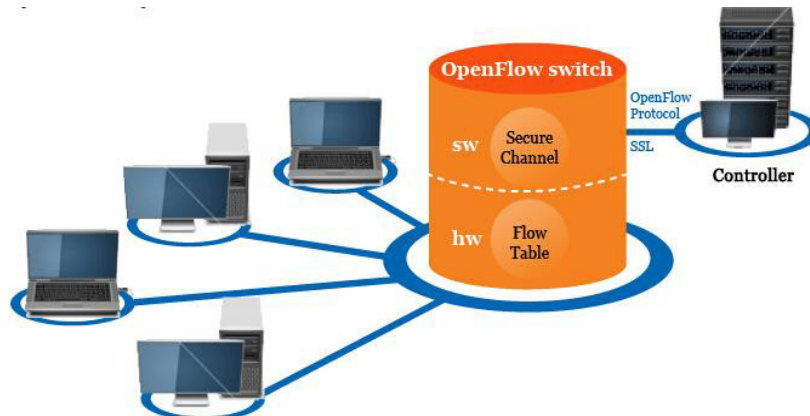 OpenFlow switch
sw
Secure
Channel
OpenFlow
Protocol
SSL
Controller
hw
Flow
Table